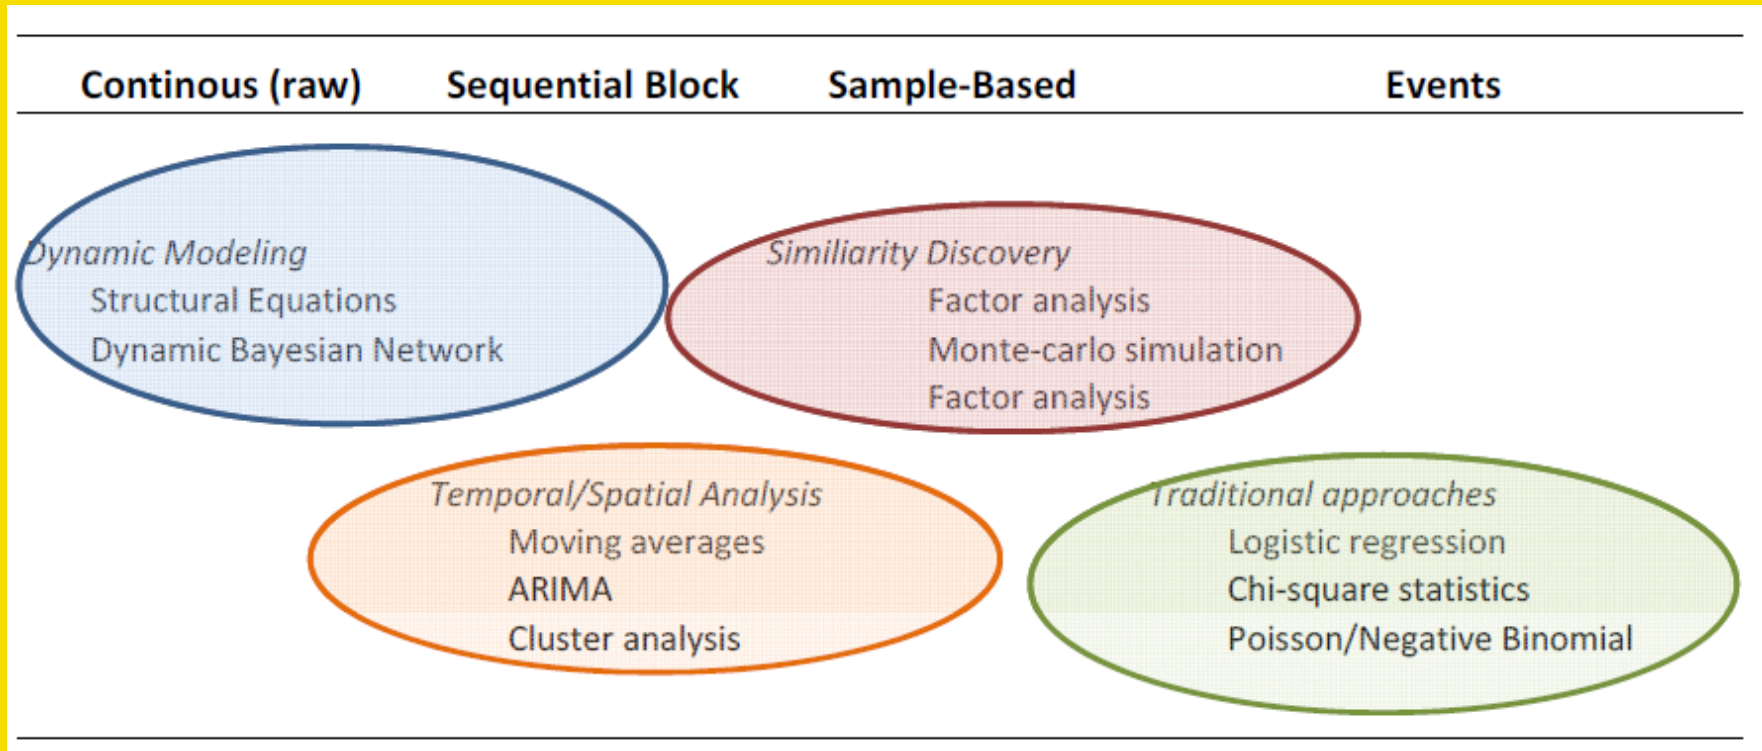 Continous (raw) Sequential Block Sample-Based Events
Dynamic Modeling
Structural Equations
Dynamic Bayesian Network
Similiarity Discovery
Factor analysis
Monte-carlo simulation
Factor analysis
Temporal/Spatial Analysis
Moving averages
ARIMA
Cluster analysis
Traditional approaches
Logistic regression
Chi-square statistics
Poisson/Negative Binomial